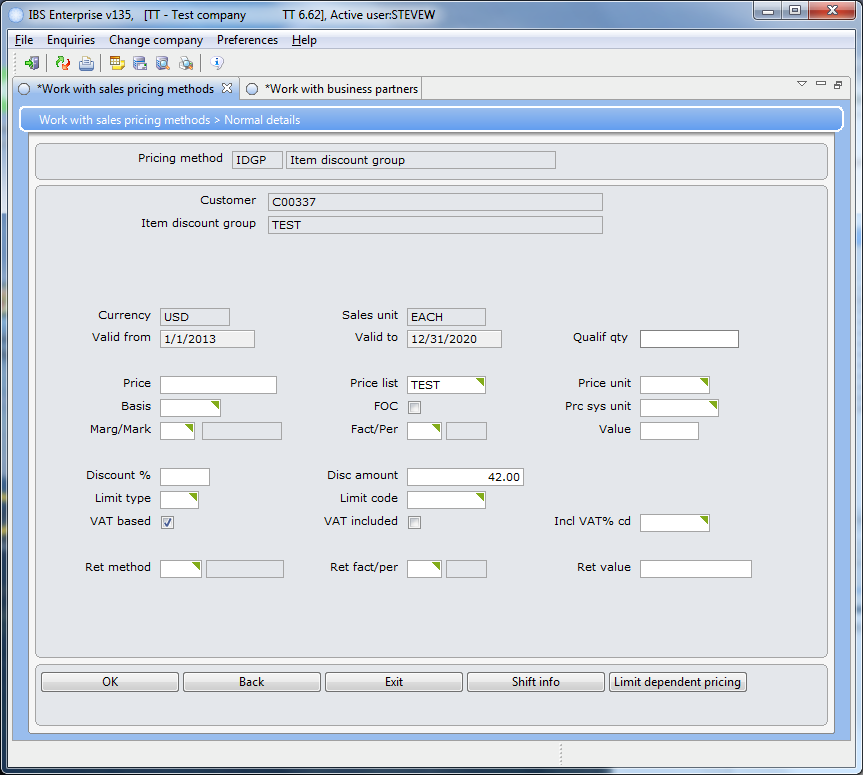 IBS Enterprise v135, [TT - Test company TT 6.62], Active user:STEVEW
File Enquiries Change company Preferences Help
*Work with sales pricing methods *Work with business partners
Work with sales pricing methods > Normal details
Pricing method IDGP Item discount group
Customer C00337
Item discount group TEST
Currency USD Sales unit EACH
Valid from 1/1/2013 Valid to 12/31/2020 Qualif qty
Price Price list TEST Price unit
Basis FOC Prc sys unit
Marg/Mark Fact/Per Value
Discount % Disc amount 42.00
Limit type Limit code
VAT based VAT included Incl VAT% cd
Ret method Ret fact/per Ret value
OK Back Exit Shift info Limit dependent pricing